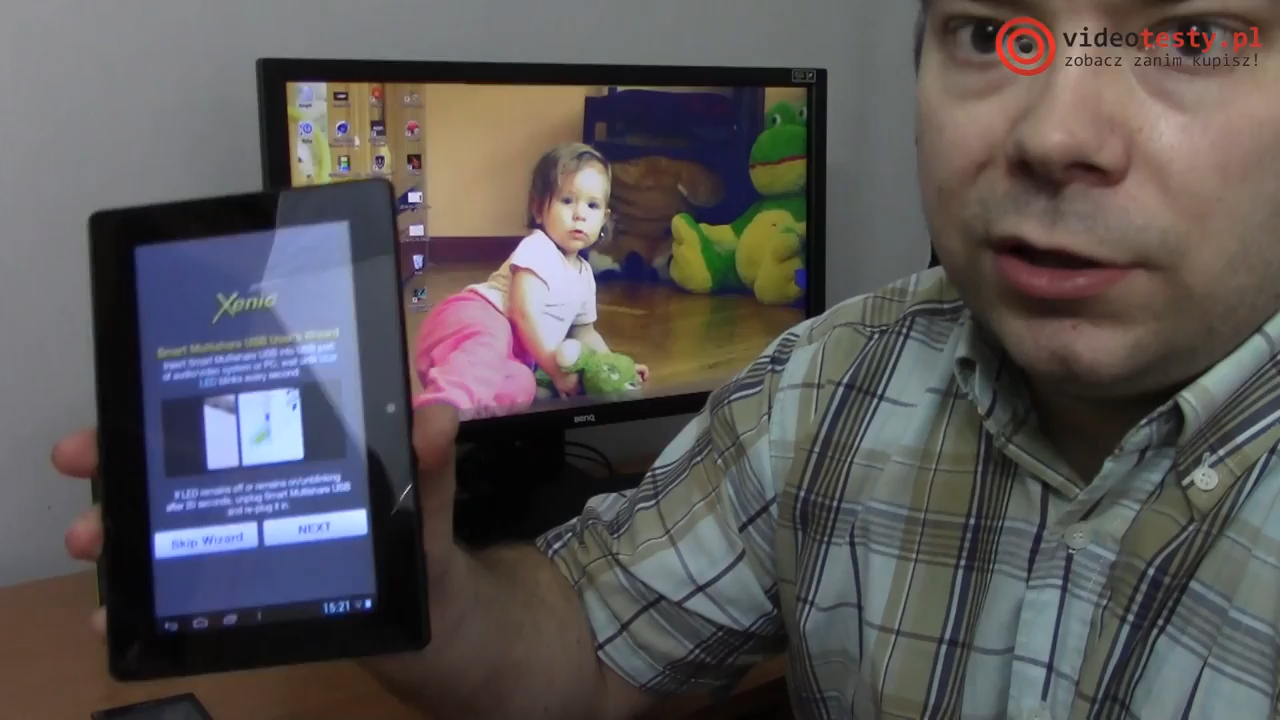 videotesty.pl
zobacz zanim kupisz!
Xenic
Smart Multishare USB User's Wizard
Insert Smart Multishare USB into USB port
of audio/video system or PC, wait until blue
LED blinks every second
If LED remains off or remains on/unblinking
after 20 seconds, unplug Smart Multishare USB
and re-plug it in.
Skip Wizard
NEXT
15:21
BenQ